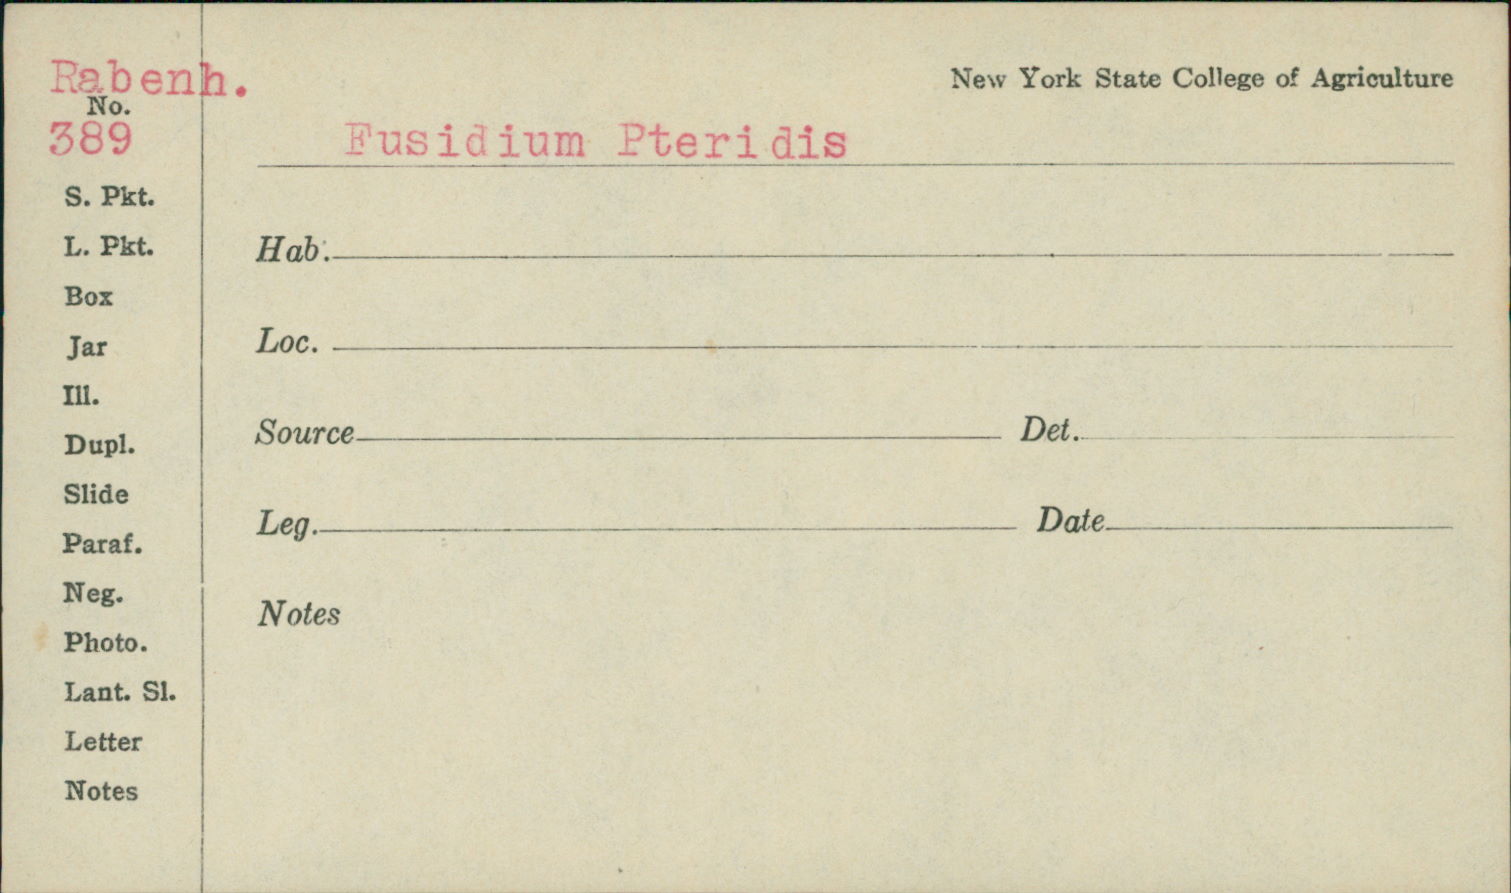 Rabenh.
New York State College of Agriculture
No.
389
Fusidium Pteridis
S. Pkt.
L. Pkt.
Hab.
Box
Jar
Loc.
Ill.
Dupl.
Source Det.
Slide
Paraf.
Leg. Date
Neg.
Notes
Photo.
Lant. Sl.
Letter
Notes